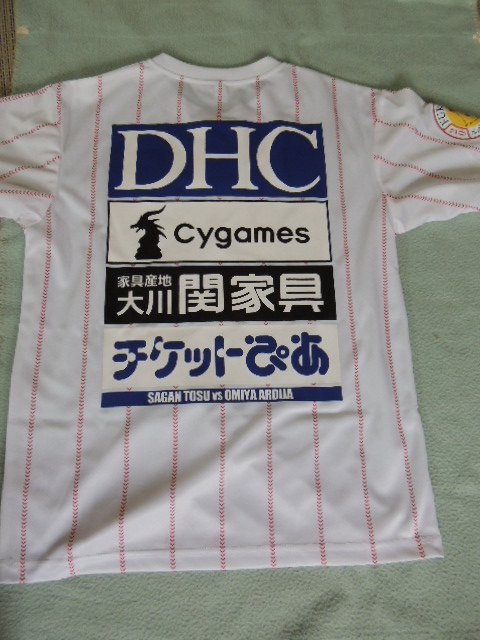 DHC
Cygames
家具産地
大川 関家具
チケットぴあ
SAGAN TOSU vs OMIYA ARDIJA